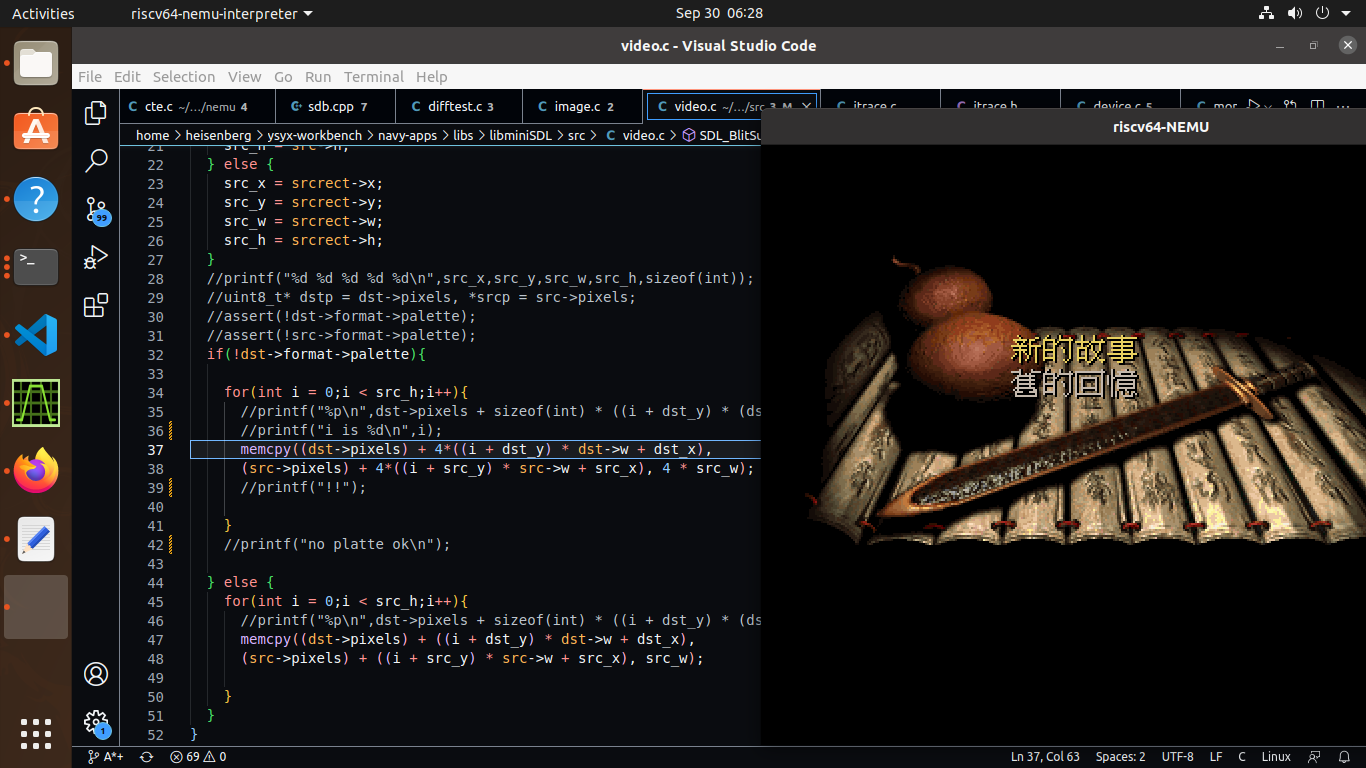 Activities
riscv64-nemu-interpreter
Sep 30 06:28
video.c - Visual Studio Code
File Edit Selection View Go Run Terminal Help
cte.c ~/.../nemu 4
sdb.cpp 7
difftest.c 3
image.c 2
video.c ~/.../src 3, M
itrace.c
itrace.h
device.c 5
home > heisenberg > ysyx-workbench > navy-apps > libs > libminiSDL > src > C video.c > SDL_BlitSu
riscv64-NEMU
21 src_h = src->h;
22 } else {
23 src_x = srcrect->x;
24 src_y = srcrect->y;
25 src_w = srcrect->w;
26 src_h = srcrect->h;
27 }
28 //printf("%d %d %d %d %d\n",src_x,src_y,src_w,src_h,sizeof(int));
29 //uint8_t* dstp = dst->pixels, *srcp = src->pixels;
30 //assert(!dst->format->palette);
31 //assert(!src->format->palette);
32 if(!dst->format->palette){
33
34 for(int i = 0;i < src_h;i++){
35 //printf("%p\n",dst->pixels + sizeof(int) * ((i + dst_y) * (ds
36 //printf("i is %d\n",i);
37 memcpy((dst->pixels) + 4*((i + dst_y) * dst->w + dst_x),
38 (src->pixels) + 4*((i + src_y) * src->w + src_x), 4 * src_w);
39 //printf("!!");
40
41 }
42 //printf("no platte ok\n");
43
44 } else {
45 for(int i = 0;i < src_h;i++){
46 //printf("%p\n",dst->pixels + sizeof(int) * ((i + dst_y) * (ds
47 memcpy((dst->pixels) + ((i + dst_y) * dst->w + dst_x),
48 (src->pixels) + ((i + src_y) * src->w + src_x), src_w);
49
50 }
51 }
52 }
新的故事
舊的回憶
99
1
A*+
69 0
Ln 37, Col 63
Spaces: 2
UTF-8
LF
C
Linux